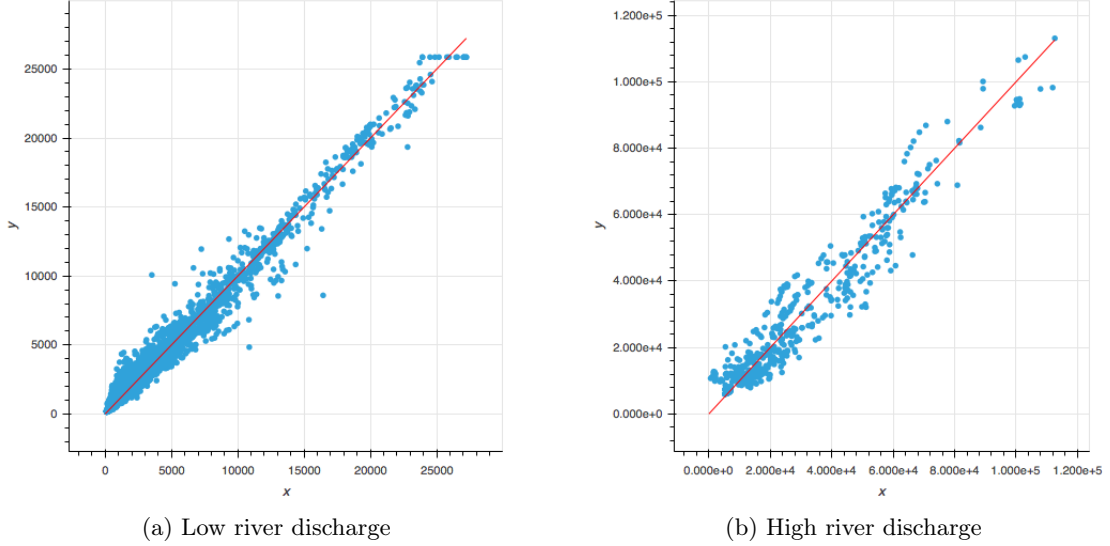 25000
20000
15000
10000
5000
0
y
0 5000 10000 15000 20000 25000
x
(a) Low river discharge
1.200e+5
1.000e+5
8.000e+4
6.000e+4
4.000e+4
2.000e+4
0.000e+0
y
0.000e+0 2.000e+4 4.000e+4 6.000e+4 8.000e+4 1.000e+5 1.200e+5
x
(b) High river discharge